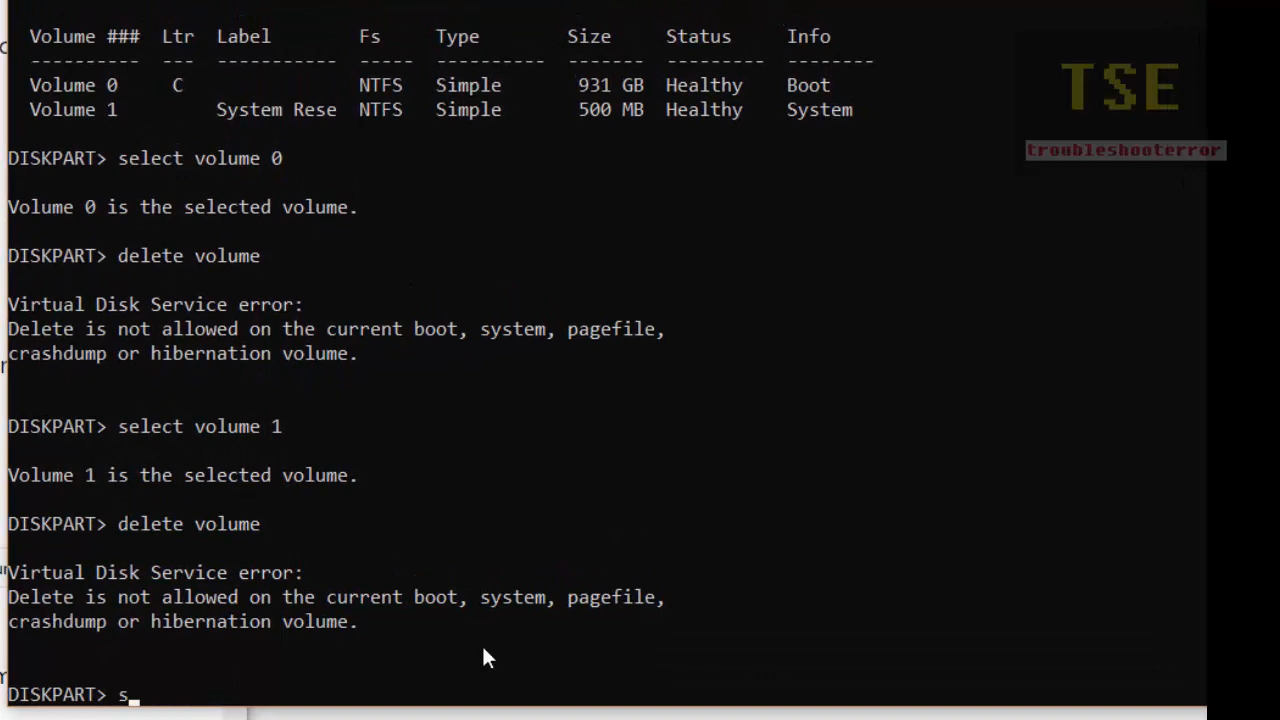 Volume ### Ltr Label Fs Type Size Status Info
---------- --- ----------- ----- ---------- ------- --------- --------
Volume 0 C NTFS Simple 931 GB Healthy Boot
Volume 1 System Rese NTFS Simple 500 MB Healthy System
TSE
troubleshooterror
DISKPART> select volume 0
Volume 0 is the selected volume.
DISKPART> delete volume
Virtual Disk Service error:
Delete is not allowed on the current boot, system, pagefile,
crashdump or hibernation volume.
DISKPART> select volume 1
Volume 1 is the selected volume.
DISKPART> delete volume
Virtual Disk Service error:
Delete is not allowed on the current boot, system, pagefile,
crashdump or hibernation volume.
DISKPART> s_